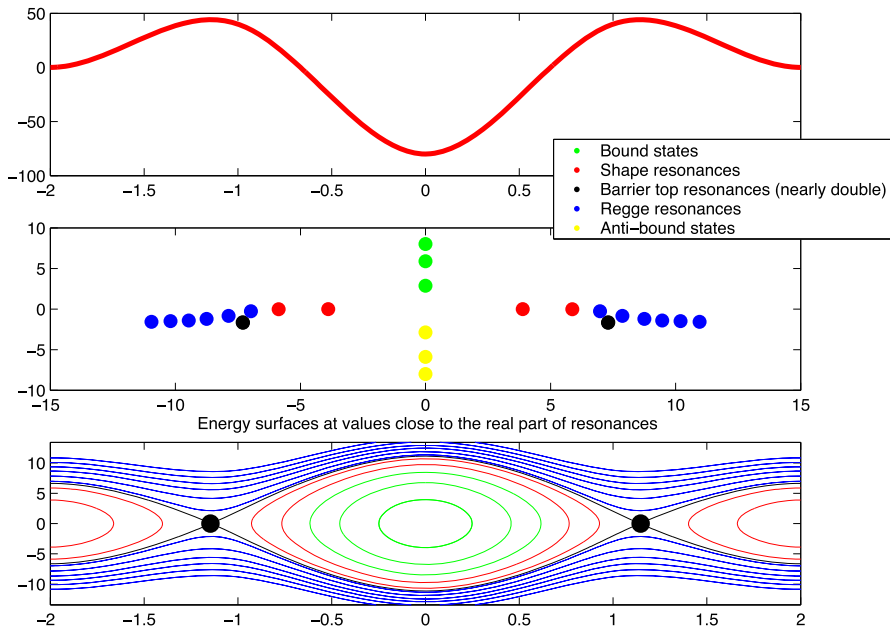 50
0
−50
−100
−2 −1.5 −1 −0.5 0 0.5
Bound states
Shape resonances
Barrier top resonances (nearly double)
Regge resonances
Anti−bound states
10
5
0
−5
−10
−15 −10 −5 0 5 10 15
Energy surfaces at values close to the real part of resonances
10
5
0
−5
−10
−2 −1.5 −1 −0.5 0 0.5 1 1.5 2